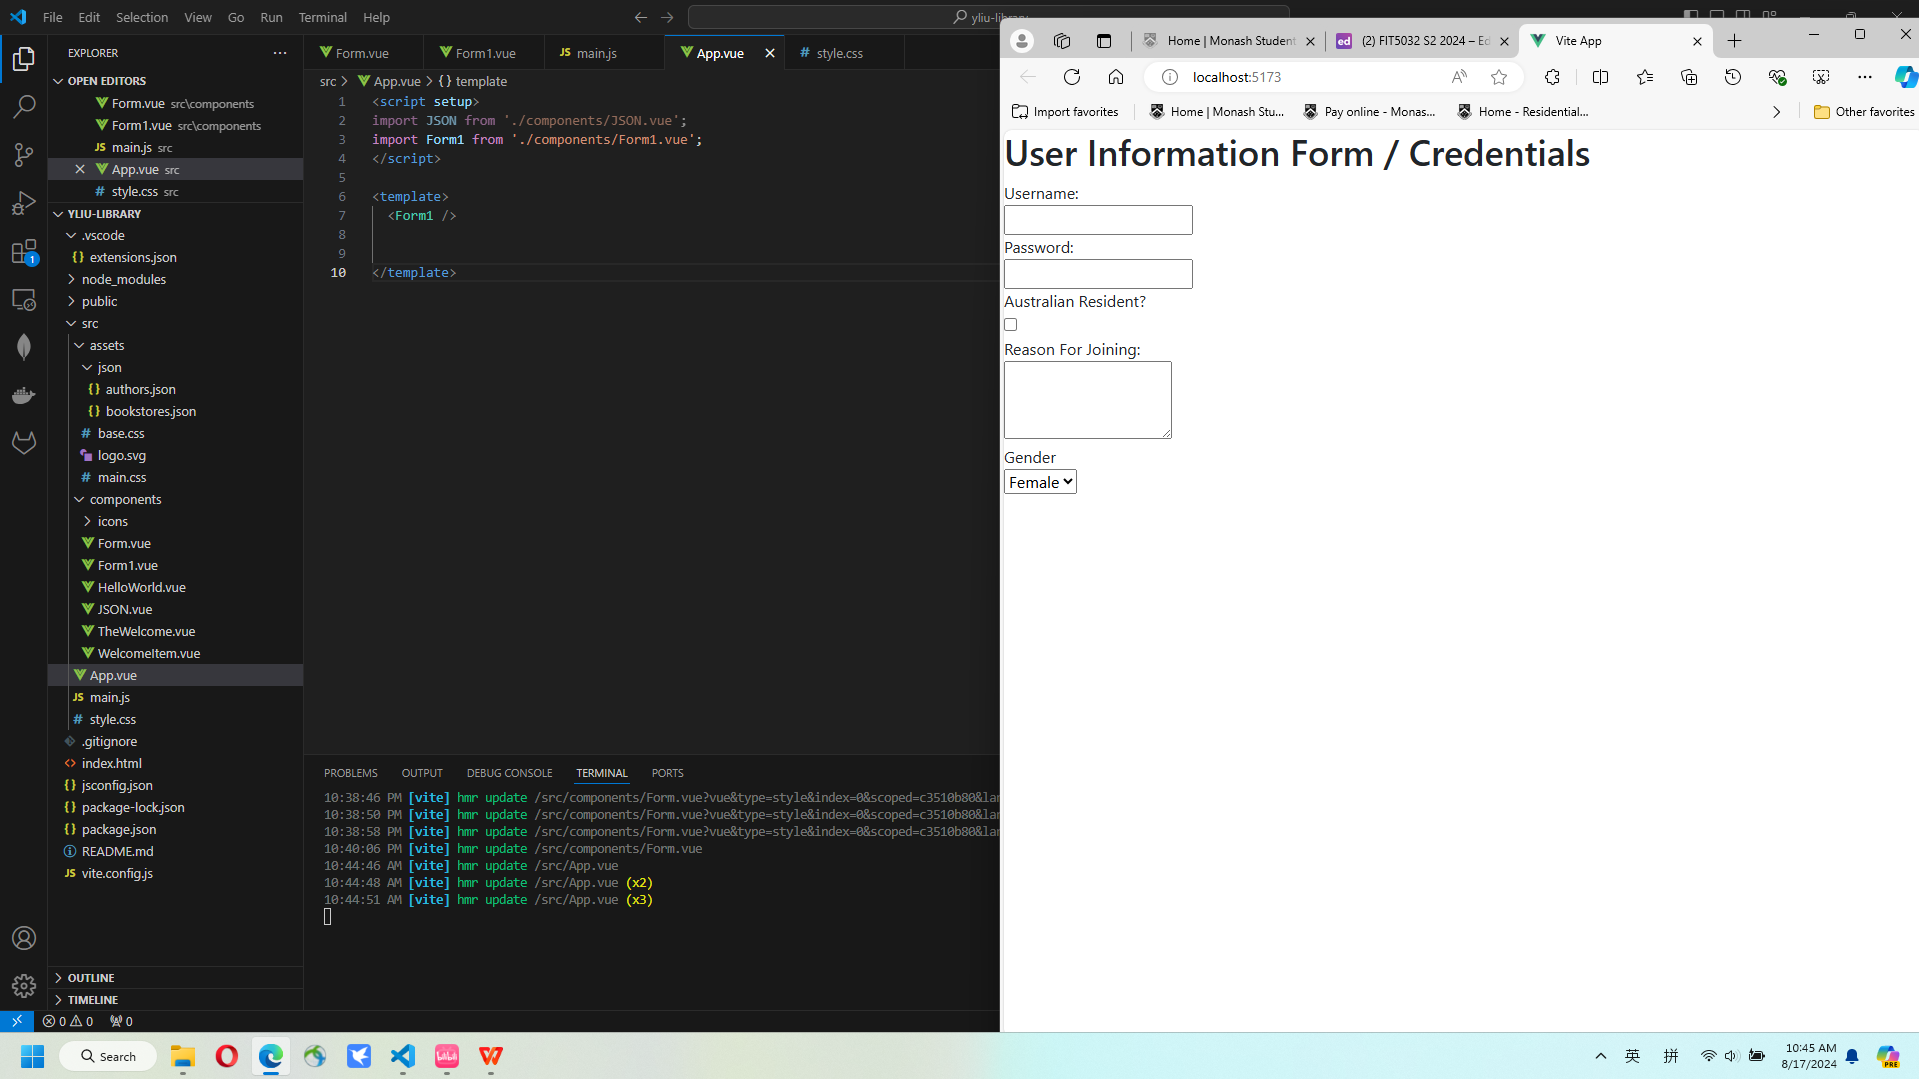 File Edit Selection View Go Run Terminal Help
yliu-library
EXPLORER
OPEN EDITORS
Form.vue src\components
Form1.vue src\components
main.js src
App.vue src
style.css src
YLIU-LIBRARY
.vscode
extensions.json
node_modules
public
src
assets
json
authors.json
bookstores.json
base.css
logo.svg
main.css
components
icons
Form.vue
Form1.vue
HelloWorld.vue
JSON.vue
TheWelcome.vue
WelcomeItem.vue
App.vue
main.js
style.css
.gitignore
index.html
jsconfig.json
package-lock.json
package.json
README.md
vite.config.js
OUTLINE
TIMELINE
0 0 0
Form.vue Form1.vue main.js App.vue style.css
src > App.vue > {} template
1 <script setup>
2 import JSON from './components/JSON.vue';
3 import Form1 from './components/Form1.vue';
4 </script>
5
6 <template>
7 <Form1 />
8
9
10 </template>
PROBLEMS OUTPUT DEBUG CONSOLE TERMINAL PORTS
10:38:46 PM [vite] hmr update /src/components/Form.vue?vue&type=style&index=0&scoped=c3510b80&lan
10:38:50 PM [vite] hmr update /src/components/Form.vue?vue&type=style&index=0&scoped=c3510b80&lan
10:38:58 PM [vite] hmr update /src/components/Form.vue?vue&type=style&index=0&scoped=c3510b80&lan
10:40:06 PM [vite] hmr update /src/components/Form.vue
10:44:46 AM [vite] hmr update /src/App.vue
10:44:48 AM [vite] hmr update /src/App.vue (x2)
10:44:51 AM [vite] hmr update /src/App.vue (x3)
Home | Monash Student ed (2) FIT5032 S2 2024 – Ed Vite App
localhost:5173
Import favorites Home | Monash Stu... Pay online - Monas... Home - Residential... Other favorites
User Information Form / Credentials
Username:
Password:
Australian Resident?
Reason For Joining:
Gender
Female
Search
英 拼
10:45 AM
8/17/2024
PRE